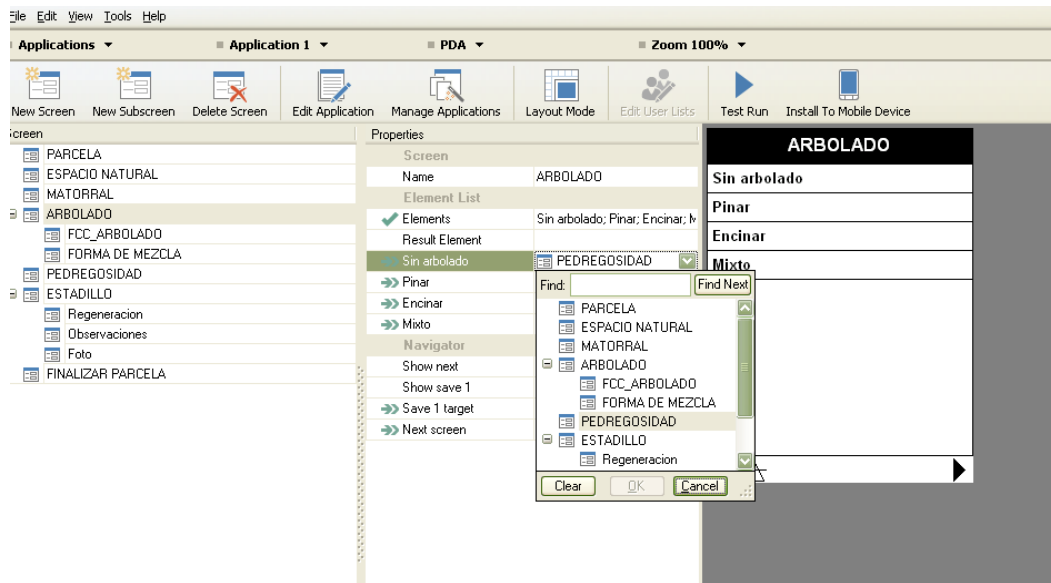 File Edit View Tools Help
Applications Application 1 PDA Zoom 100%
New Screen New Subscreen Delete Screen Edit Application Manage Applications Layout Mode Edit User Lists Test Run Install To Mobile Device
Screen
PARCELA
ESPACIO NATURAL
MATORRAL
ARBOLADO
FCC_ARBOLADO
FORMA DE MEZCLA
PEDREGOSIDAD
ESTADILLO
Regeneracion
Observaciones
Foto
FINALIZAR PARCELA
Properties
Screen
Name ARBOLADO
Element List
Elements Sin arbolado; Pinar; Encinar; M
Result Element
Sin arbolado PEDREGOSIDAD
Pinar
Encinar
Mixto
Navigator
Show next
Show save 1
Save 1 target
Next screen
Find: Find Next
PARCELA
ESPACIO NATURAL
MATORRAL
ARBOLADO
FCC_ARBOLADO
FORMA DE MEZCLA
PEDREGOSIDAD
ESTADILLO
Regeneracion
Clear OK Cancel
ARBOLADO
Sin arbolado
Pinar
Encinar
Mixto